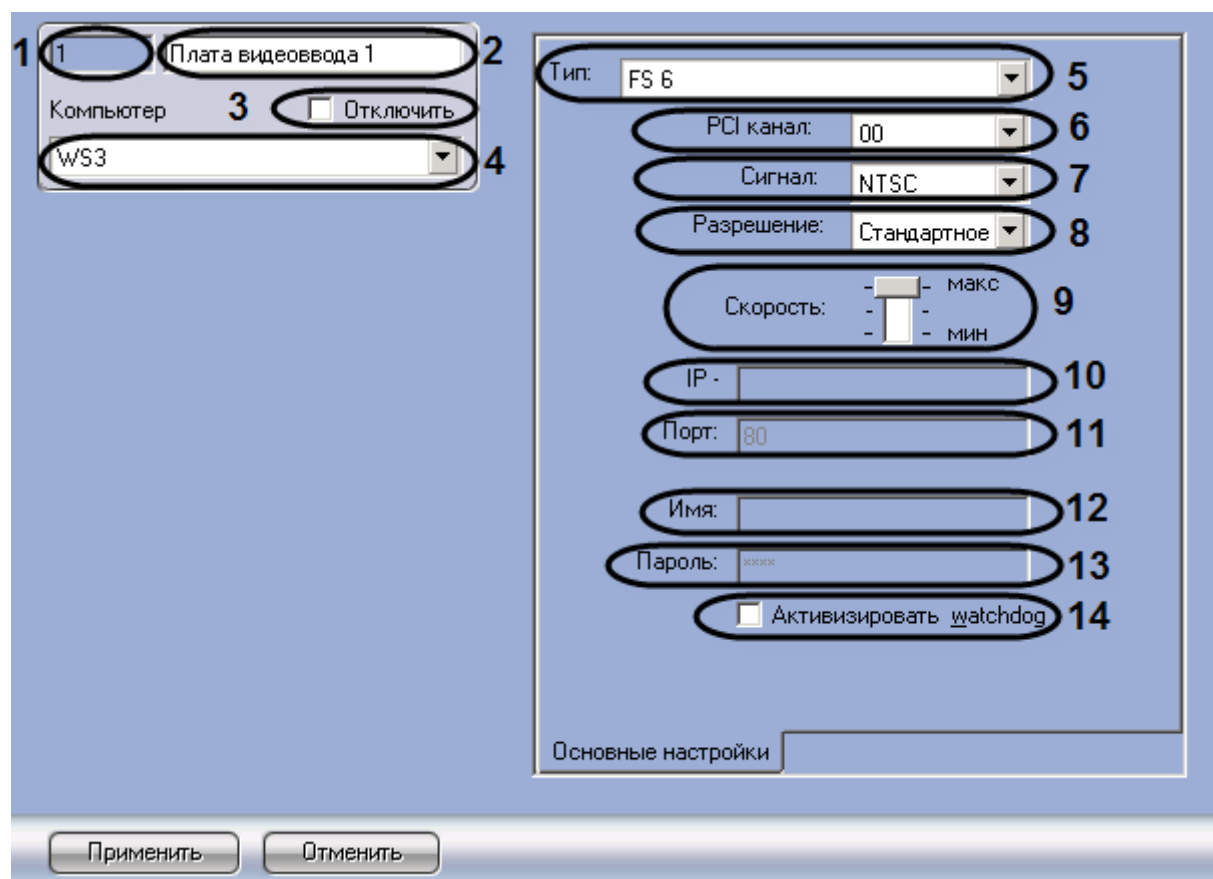 1 1 Плата видеоввода 1 2
Компьютер 3 Отключить
WS3 4
Тип: FS 6 5
PCI канал: 00 6
Сигнал: NTSC 7
Разрешение: Стандартное 8
- - макс
Скорость: - - 9
- - мин
IP - 10
Порт: 80 11
Имя: 12
Пароль: **** 13
Активизировать watchdog 14
Основные настройки
Применить Отменить